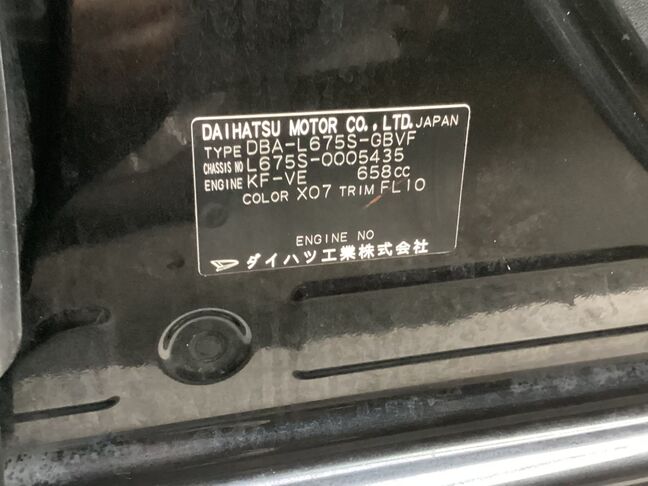 DAIHATSU MOTOR CO.,LTD. JAPAN
TYPE DBA-L675S-GBVF
CHASSIS NO L675S-0005435
ENGINE KF-VE 658CC
COLOR X07 TRIM FL10
ENGINE NO
ダイハツ工業株式会社